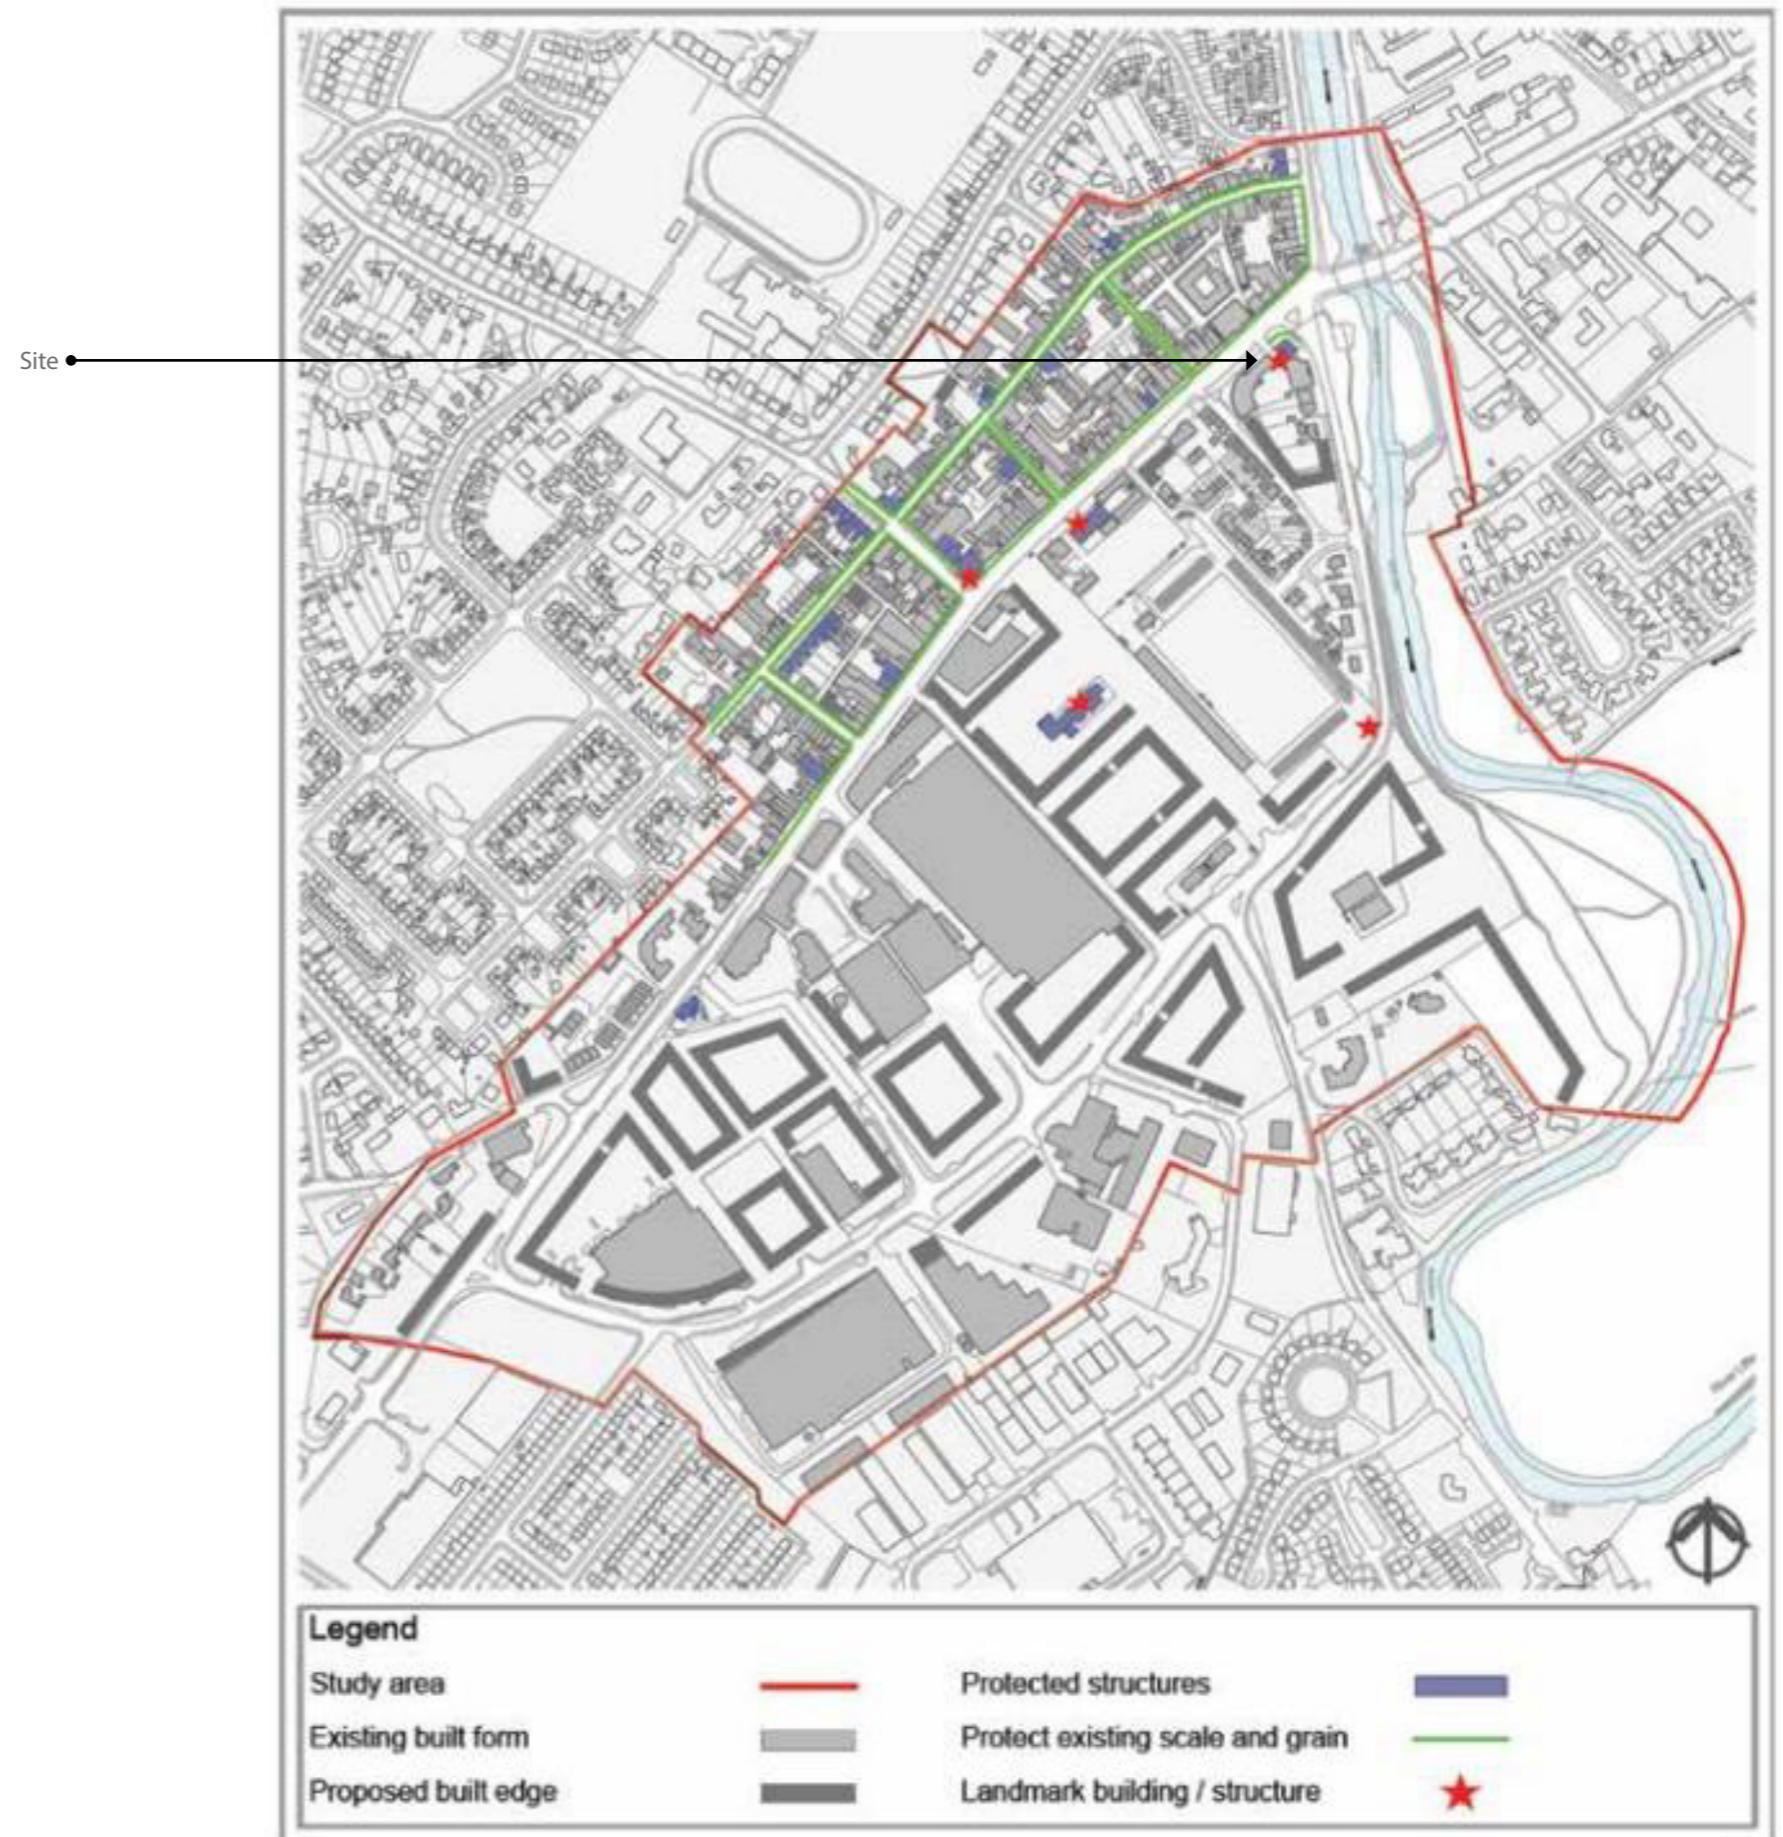 Site
Legend
Study area
Protected structures
Existing built form
Protect existing scale and grain
Proposed built edge
Landmark building / structure